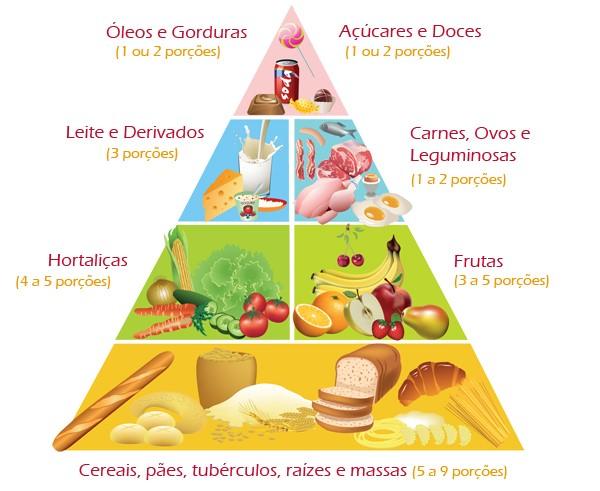 Óleos e Gorduras
(1 ou 2 porções)
Açúcares e Doces
(1 ou 2 porções)
soda
Leite e Derivados
(3 porções)
Carnes, Ovos e
Leguminosas
(1 a 2 porções)
Hortaliças
(4 a 5 porções)
Frutas
(3 a 5 porções)
Cereais, pães, tubérculos, raízes e massas (5 a 9 porções)